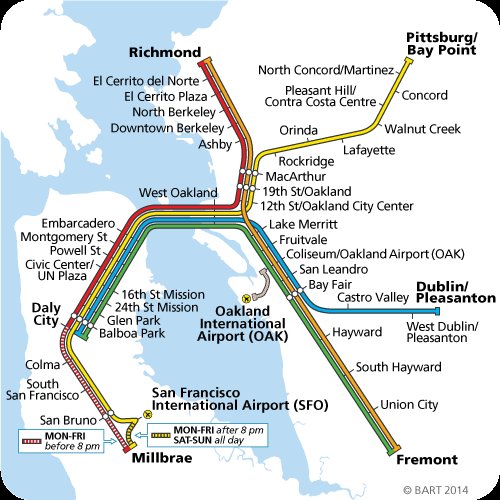 Richmond
Pittsburg/
Bay Point
El Cerrito del Norte
El Cerrito Plaza
North Berkeley
Downtown Berkeley
Ashby
North Concord/Martinez
Pleasant Hill/
Contra Costa Centre
Concord
Walnut Creek
Lafayette
Orinda
Rockridge
MacArthur
19th St/Oakland
12th St/Oakland City Center
West Oakland
Embarcadero
Montgomery St
Powell St
Civic Center/
UN Plaza
Lake Merritt
Fruitvale
Coliseum/Oakland Airport (OAK)
San Leandro
Bay Fair
Castro Valley
Dublin/
Pleasanton
West Dublin/
Pleasanton
16th St Mission
24th St Mission
Glen Park
Balboa Park
Daly
City
Oakland
International
Airport (OAK)
Hayward
South Hayward
Union City
Fremont
Colma
South
San Francisco
San Bruno
San Francisco
International Airport (SFO)
MON-FRI
before 8 pm
MON-FRI after 8 pm
SAT-SUN all day
Millbrae
© BART 2014